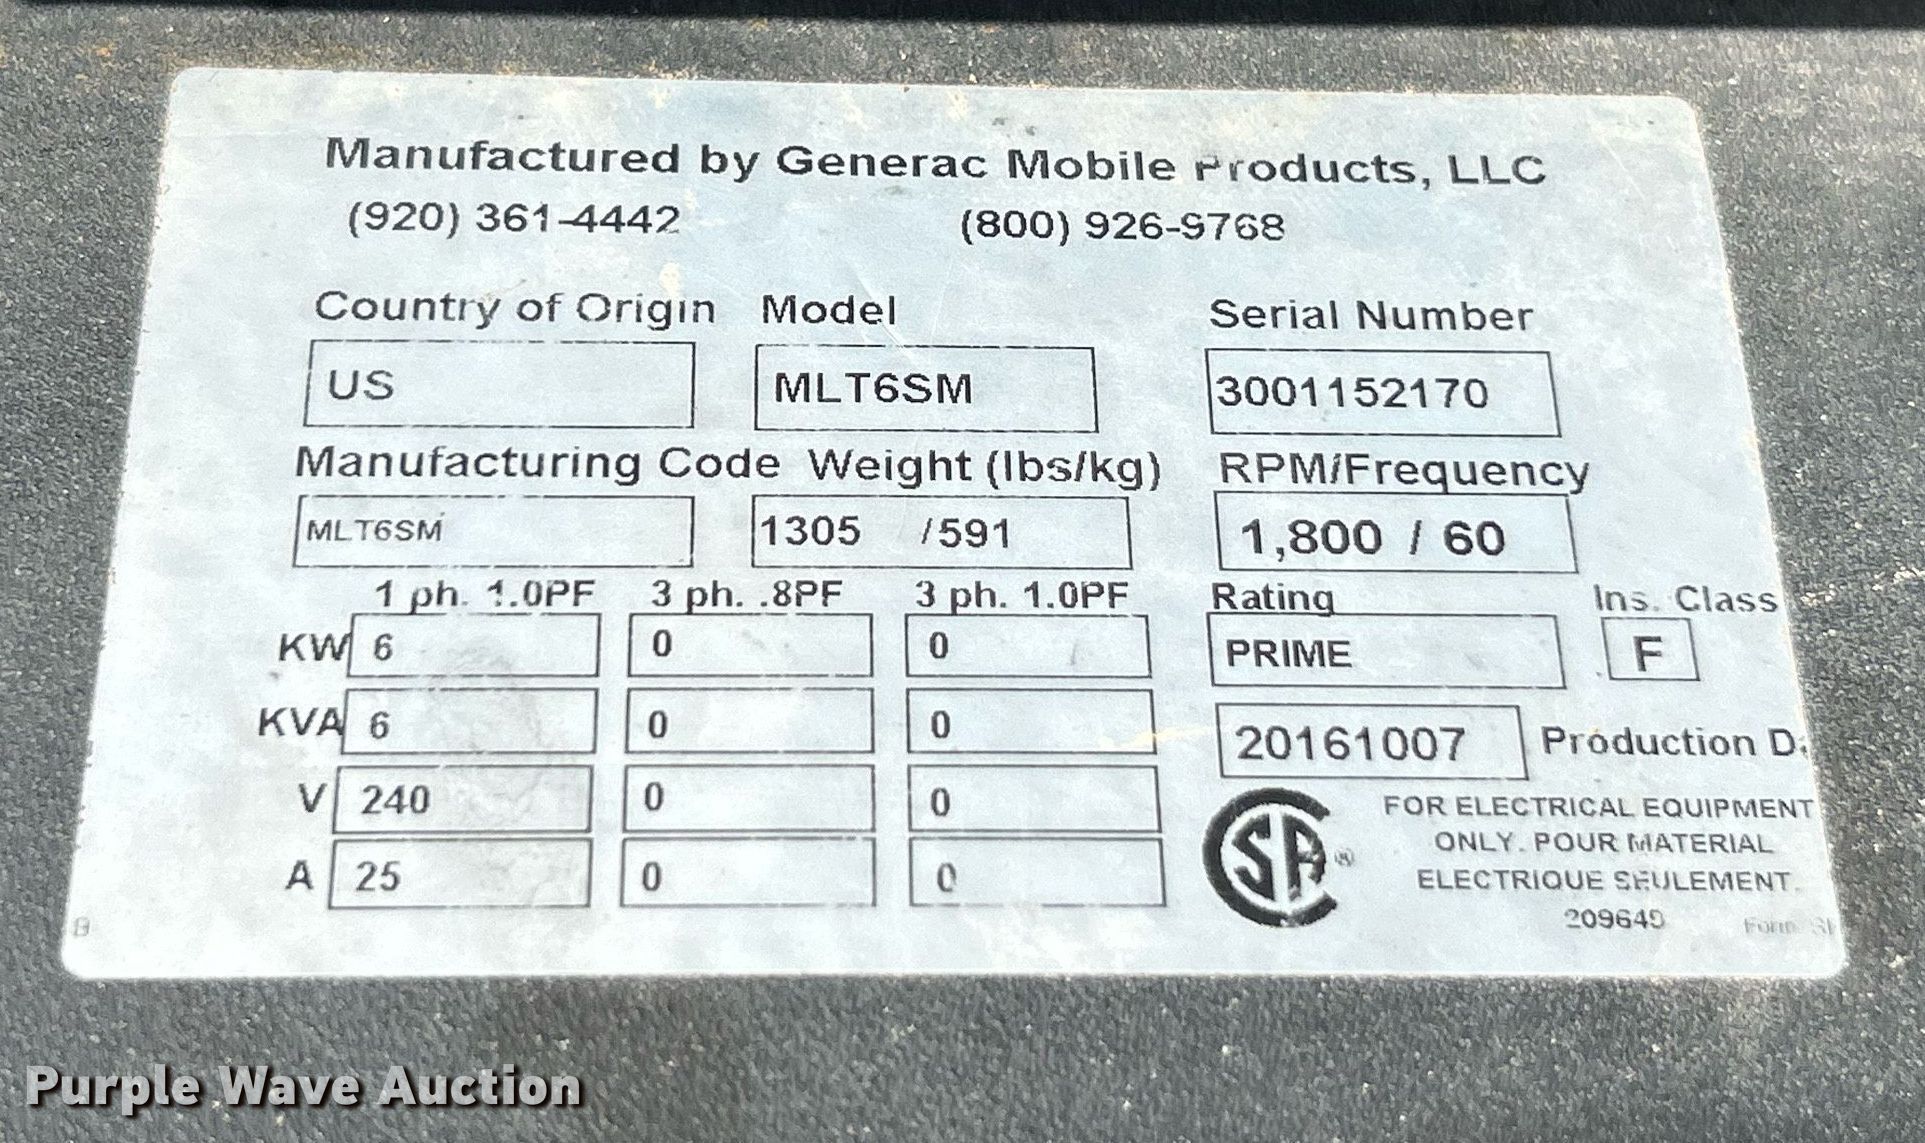 Manufactured by Generac Mobile Products, LLC
(920) 361-4442 (800) 926-9768
Country of Origin Model Serial Number
US MLT6SM 3001152170
Manufacturing Code Weight (lbs/kg) RPM/Frequency
MLT6SM 1305 /591 1,800 / 60
1 ph. 1.0PF 3 ph. .8PF 3 ph. 1.0PF Rating Ins. Class
KW 6 0 0 PRIME F
KVA 6 0 0 20161007 Production
V 240 0 0
A 25 0 0
CSA ®
FOR ELECTRICAL EQUIPMENT
ONLY. POUR MATERIAL
ELECTRIQUE SEULEMENT.
209649
Form
Purple Wave Auction